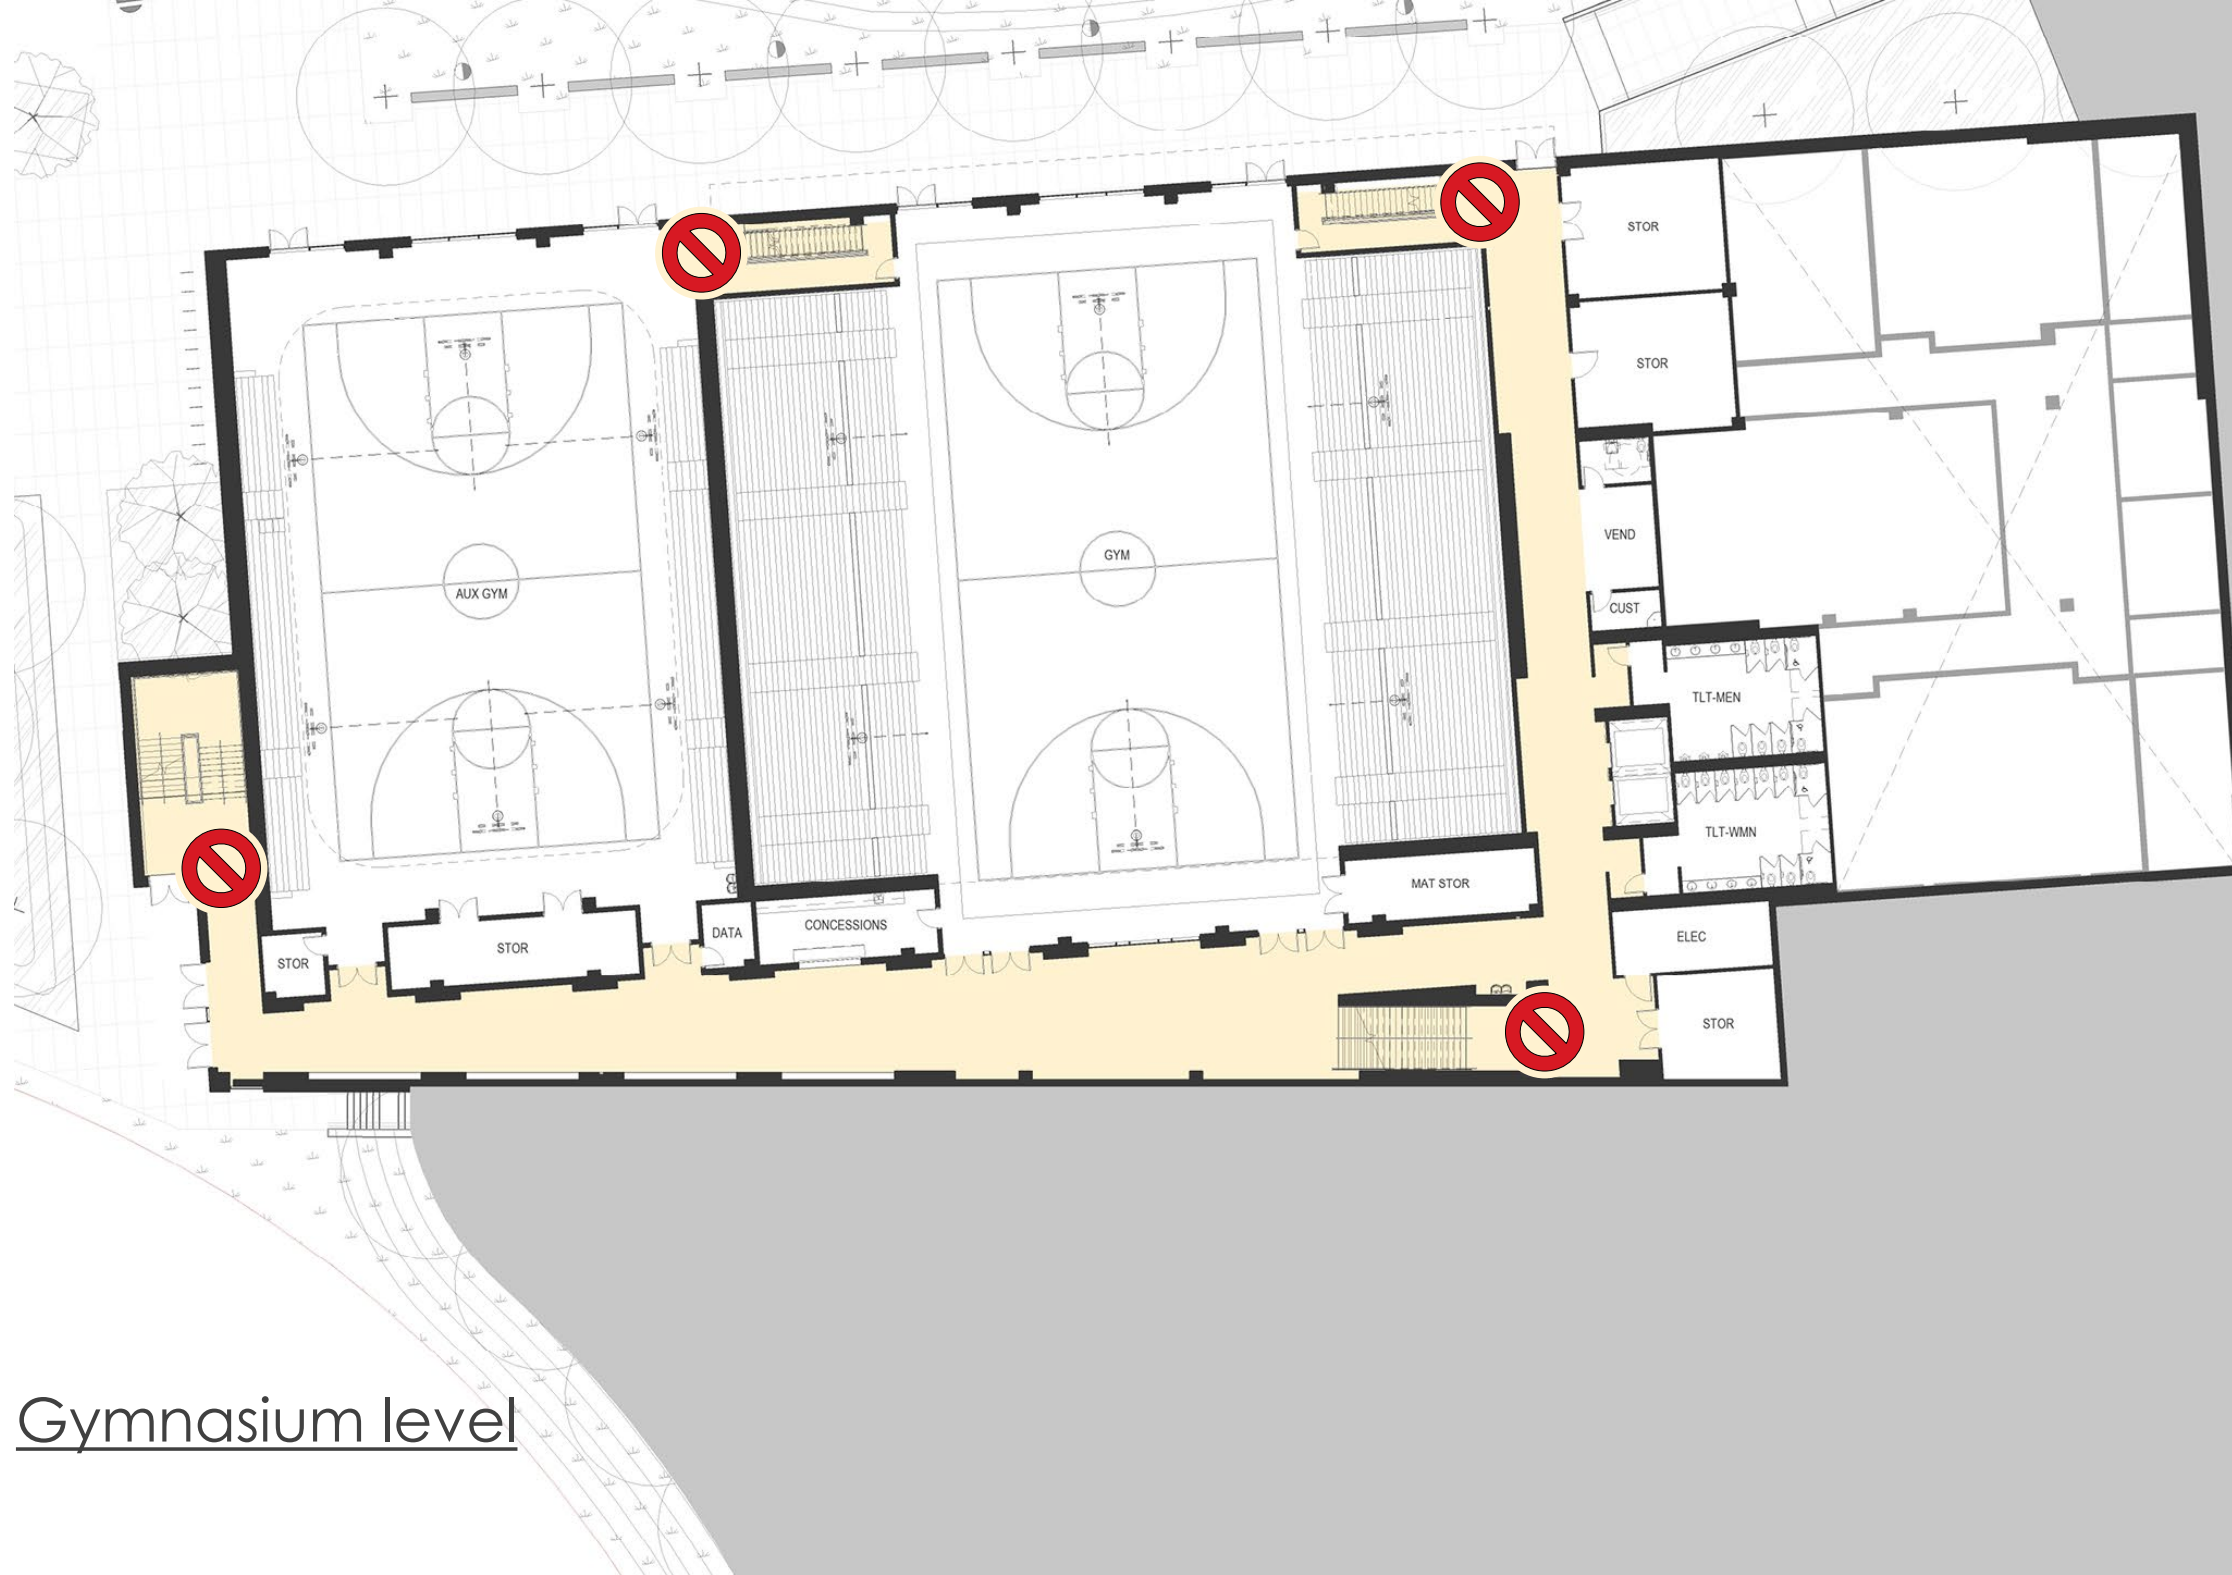 STOR
STOR
VEND
GYM
AUX GYM
CUST
TLT-MEN
TLT-WMN
MAT STOR
CONCESSIONS
DATA
STOR
STOR
ELEC
STOR
Gymnasium level